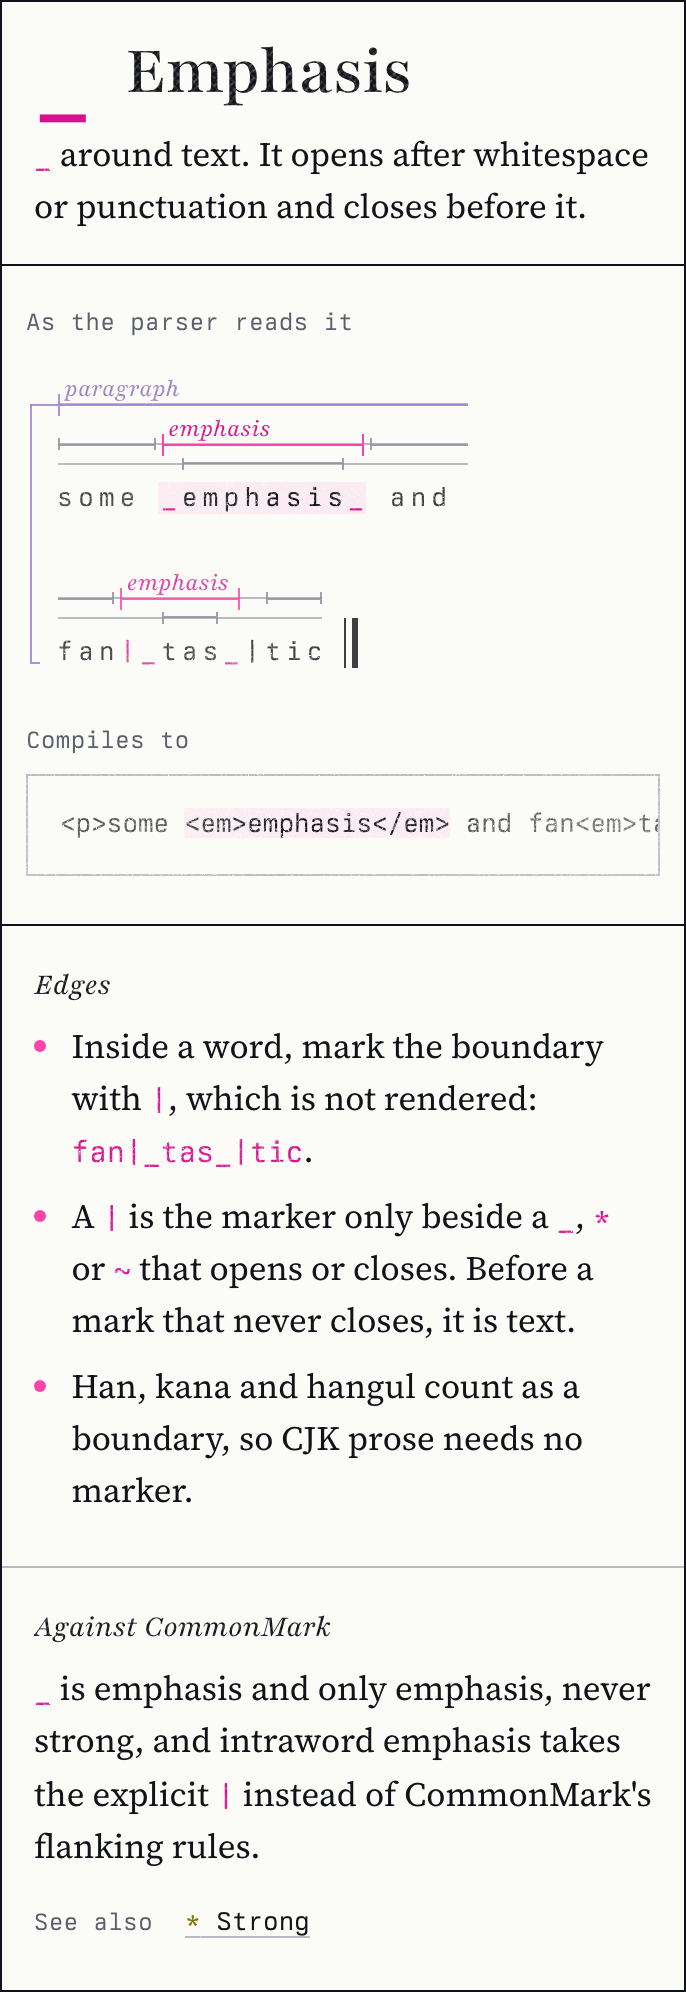 Emphasis
_ around text. It opens after whitespace
or punctuation and closes before it.
As the parser reads it
paragraph
emphasis
some _emphasis_ and
emphasis
fan|_tas_|tic
Compiles to
<p>some <em>emphasis</em> and fan<em>ta
Edges
• Inside a word, mark the boundary
with |, which is not rendered:
fan|_tas_|tic.
• A | is the marker only beside a _, *
or ~ that opens or closes. Before a
mark that never closes, it is text.
• Han, kana and hangul count as a
boundary, so CJK prose needs no
marker.
Against CommonMark
_ is emphasis and only emphasis, never
strong, and intraword emphasis takes
the explicit | instead of CommonMark's
flanking rules.
See also * Strong